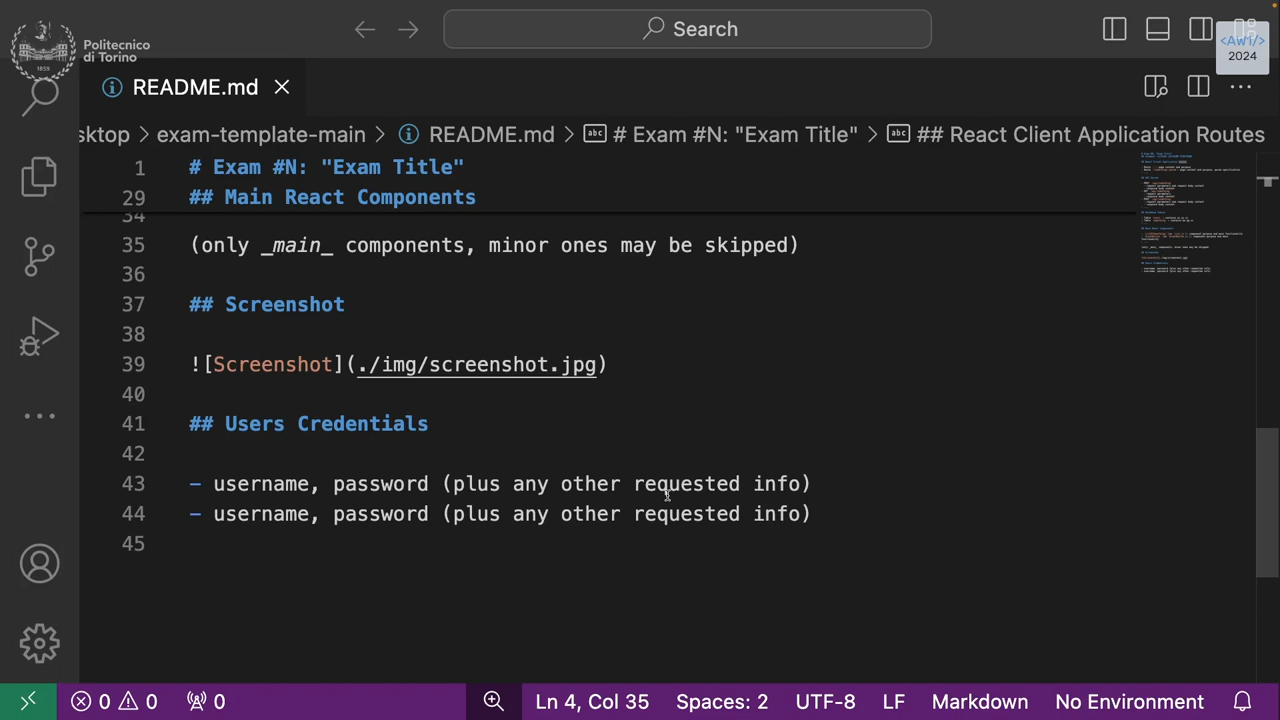 Politecnico
di Torino
1859
Search
<AW1/>
2024
README.md
sktop > exam-template-main > README.md > # Exam #N: "Exam Title" > ## React Client Application Routes
1 # Exam #N: "Exam Title"
29 ## Main React Components
34
35 (only _main_ components, minor ones may be skipped)
36
37 ## Screenshot
38
39 ![Screenshot](./img/screenshot.jpg)
40
41 ## Users Credentials
42
43 - username, password (plus any other requested info)
44 - username, password (plus any other requested info)
45
0 0 0 Ln 4, Col 35 Spaces: 2 UTF-8 LF Markdown No Environment